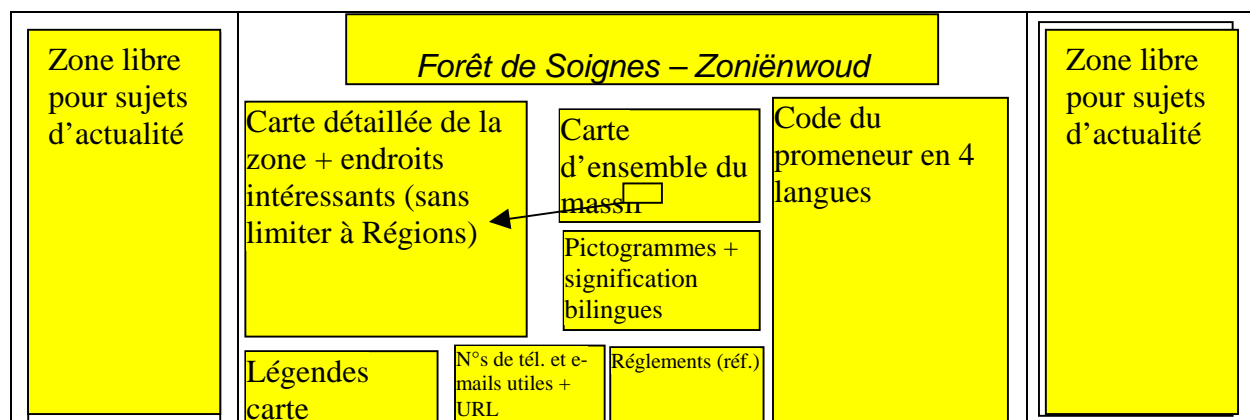 Zone libre
pour sujets
d’actualité
Forêt de Soignes – Zoniënwoud
Carte détaillée de la
zone + endroits
intéressants (sans
limiter à Régions)
Carte
d’ensemble du
massif
Pictogrammes +
signification
bilingues
Code du
promeneur en 4
langues
Légendes
carte
N°s de tél. et e-
mails utiles +
URL
Réglements (réf.)
Zone libre
pour sujets
d’actualité